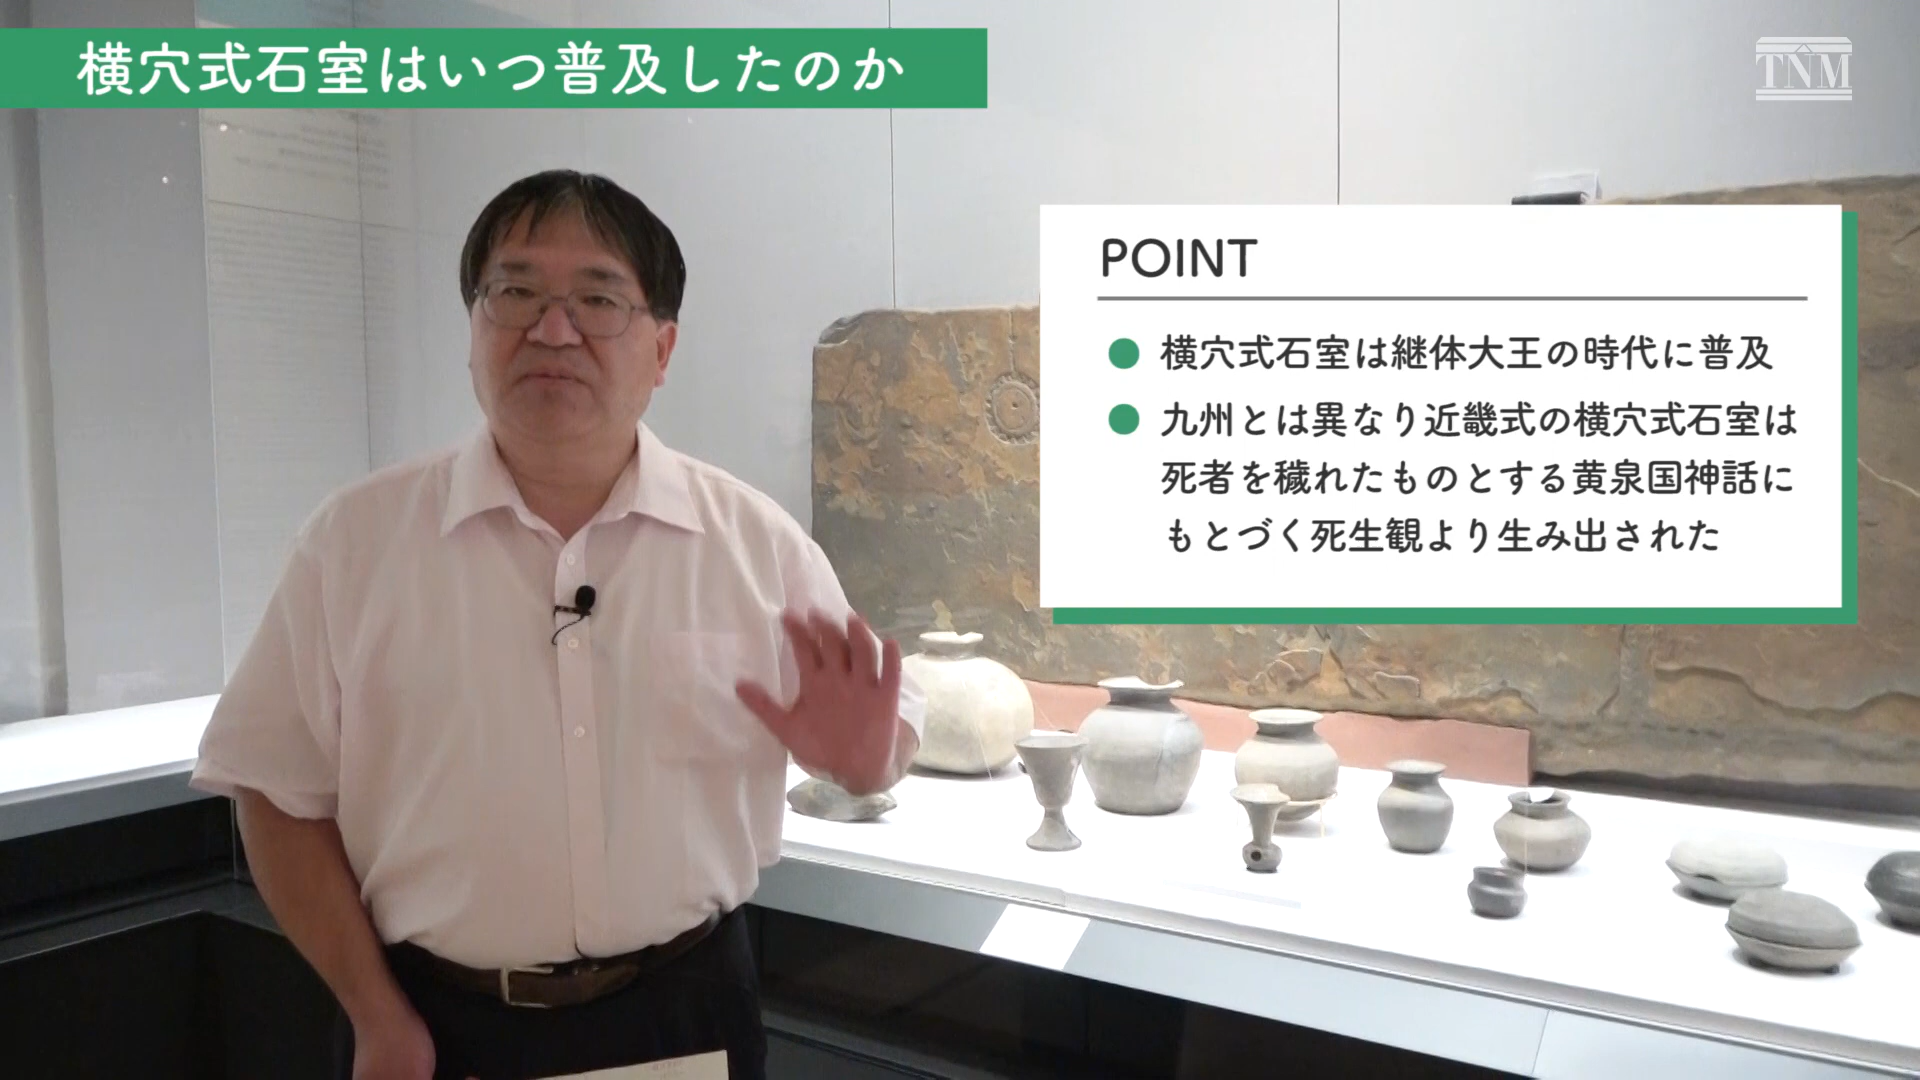 横穴式石室はいつ普及したのか
TNM
POINT
● 横穴式石室は継体大王の時代に普及
● 九州とは異なり近畿式の横穴式石室は
死者を穢れたものとする黄泉国神話に
もとづく死生観より生み出された